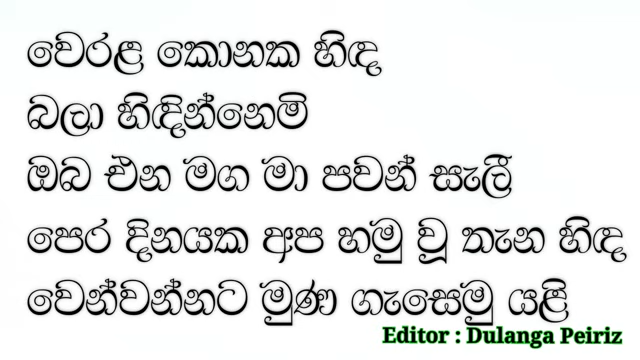 වෙරළ කොනක හිඳ
බලා හිඳින්නෙමි
ඔබ එන මග මා පවන් සැලී
පෙර දිනයක අප හමු වූ තැන හිඳ
වෙන්වන්නට මුණ ගැසෙමු යළි
Editor : Dulanga Peiriz